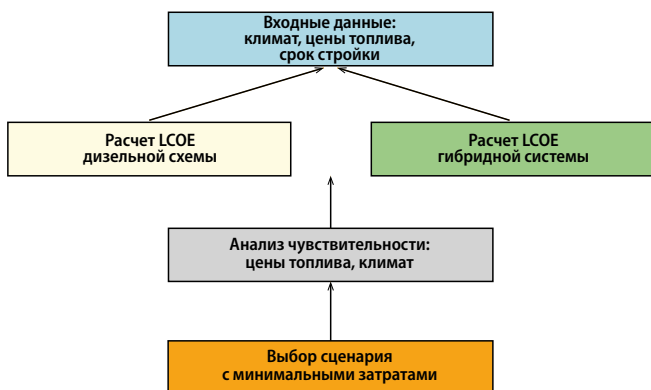 Входные данные:
климат, цены топлива,
срок стройки
Расчет LCOE
дизельной схемы
Расчет LCOE
гибридной системы
Анализ чувствительности:
цены топлива, климат
Выбор сценария
с минимальными затратами